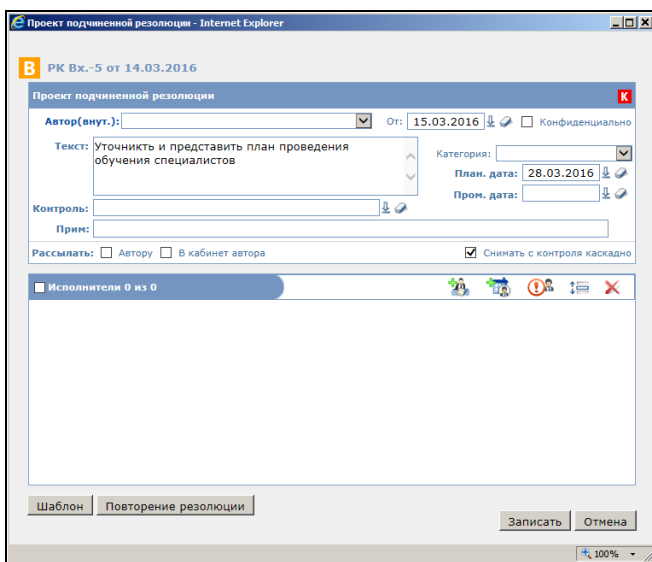 Проект подчиненной резолюции - Internet Explorer
В РК Вх.-5 от 14.03.2016
Проект подчиненной резолюции К
Автор(внут.): От: 15.03.2016 Конфиденциально
Текст: Уточникть и представить план проведения
обучения специалистов
Категория:
План. дата: 28.03.2016
Пром. дата:
Контроль:
Прим:
Рассылать: Автору В кабинет автора Снимать с контроля каскадно
Исполнители 0 из 0
Шаблон Повторение резолюции
Записать Отмена
100%